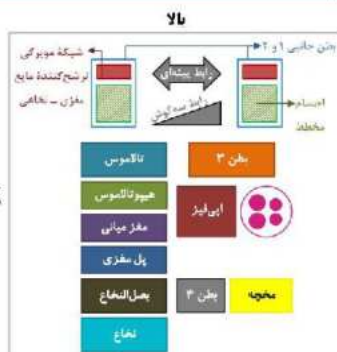 بالا
شبکهٔ مویرگی
ترشح‌کنندهٔ مایع
مغزی - نخاعی
رابط پینه‌ای
رابط سه‌گوش
بطن جانبی ۱ و ۲
اجسام
مخطط
تالاموس
بطن ۳
هیپوتالاموس
اپی‌فیز
مغز میانی
پل مغزی
بصل‌النخاع
بطن ۴
مخچه
نخاع